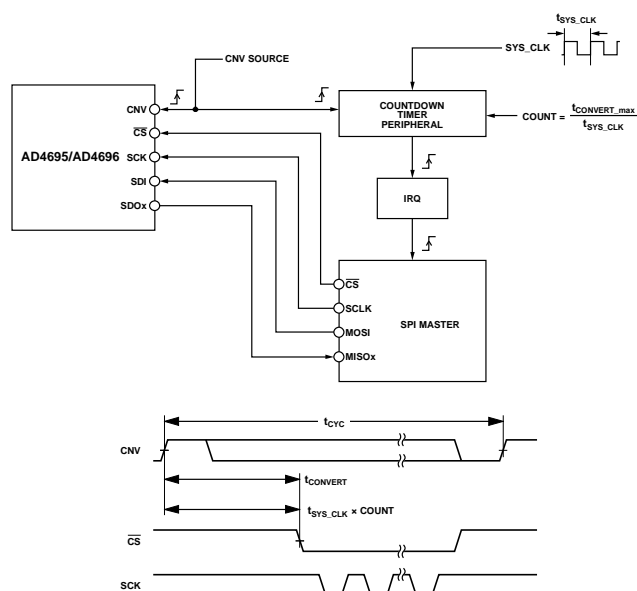 tSYS_CLK
SYS_CLK
CNV SOURCE
CNV
CS
SCK
SDI
SDOx
AD4695/AD4696
COUNTDOWN
TIMER
PERIPHERAL
COUNT = tCONVERT_max
tSYS_CLK
IRQ
CS
SCLK
MOSI
MISOx
SPI MASTER
tCYC
CNV
tCONVERT
tSYS_CLK × COUNT
CS
SCK